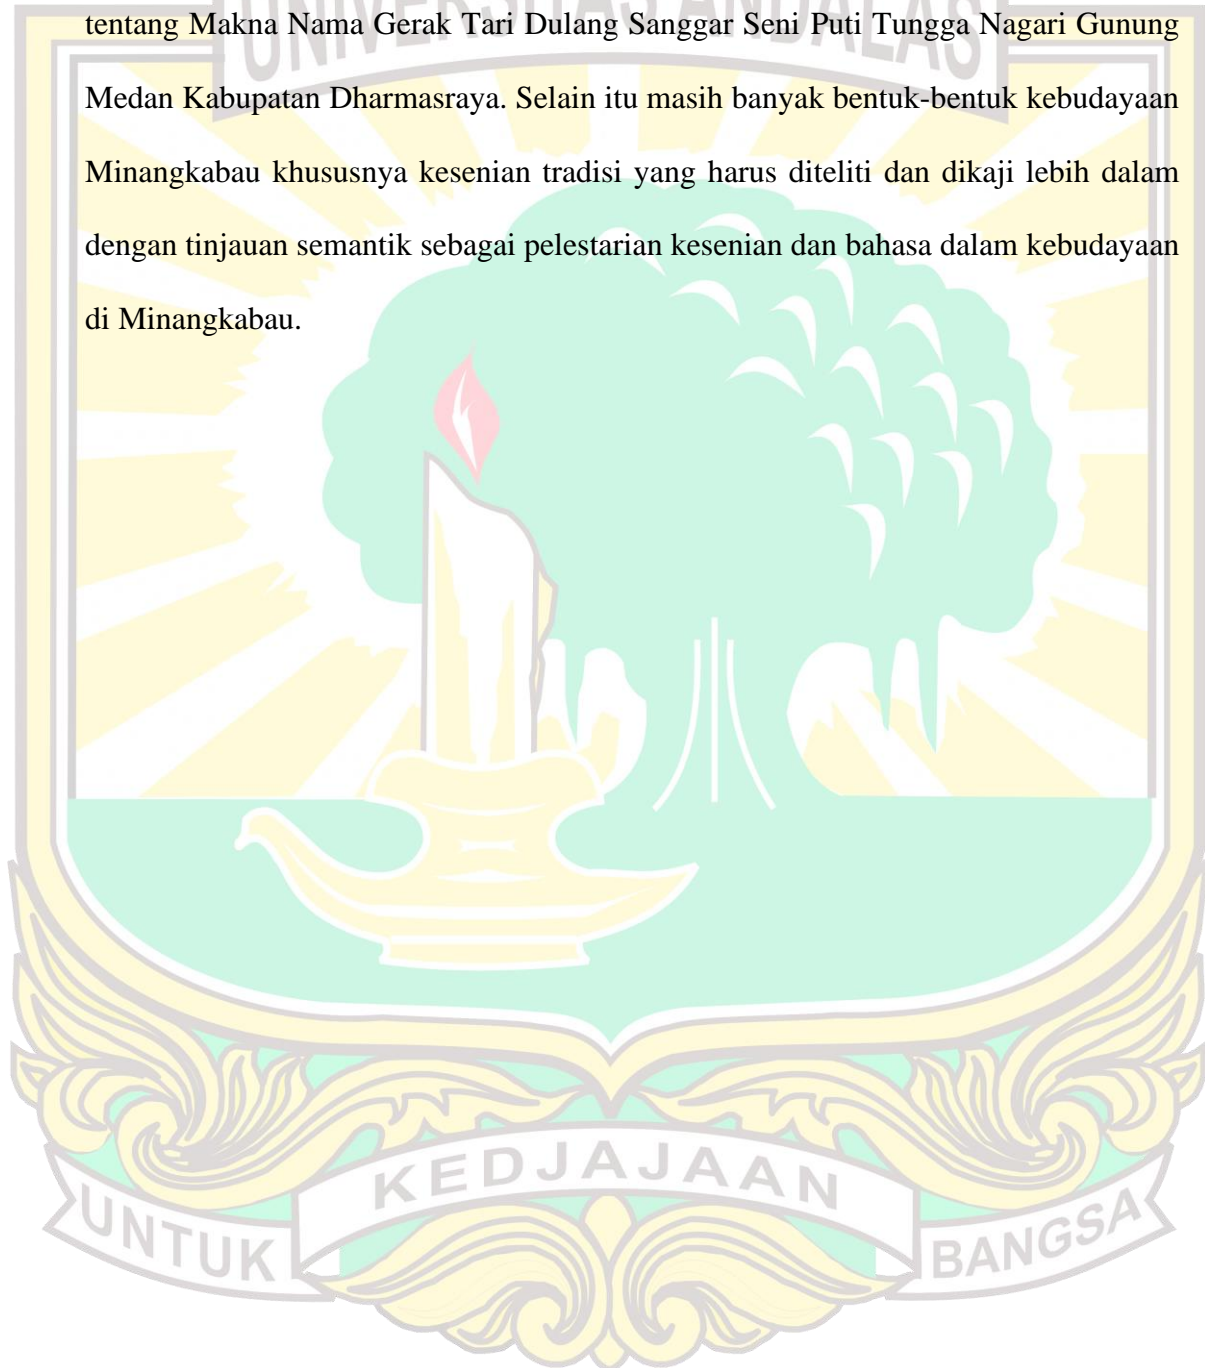 UNIVERSITAS ANDALAS
tentang Makna Nama Gerak Tari Dulang Sanggar Seni Puti Tungga Nagari Gunung
Medan Kabupatan Dharmasraya. Selain itu masih banyak bentuk-bentuk kebudayaan
Minangkabau khususnya kesenian tradisi yang harus diteliti dan dikaji lebih dalam
dengan tinjauan semantik sebagai pelestarian kesenian dan bahasa dalam kebudayaan
di Minangkabau.
UNTUK KEDJAJAAN BANGSA